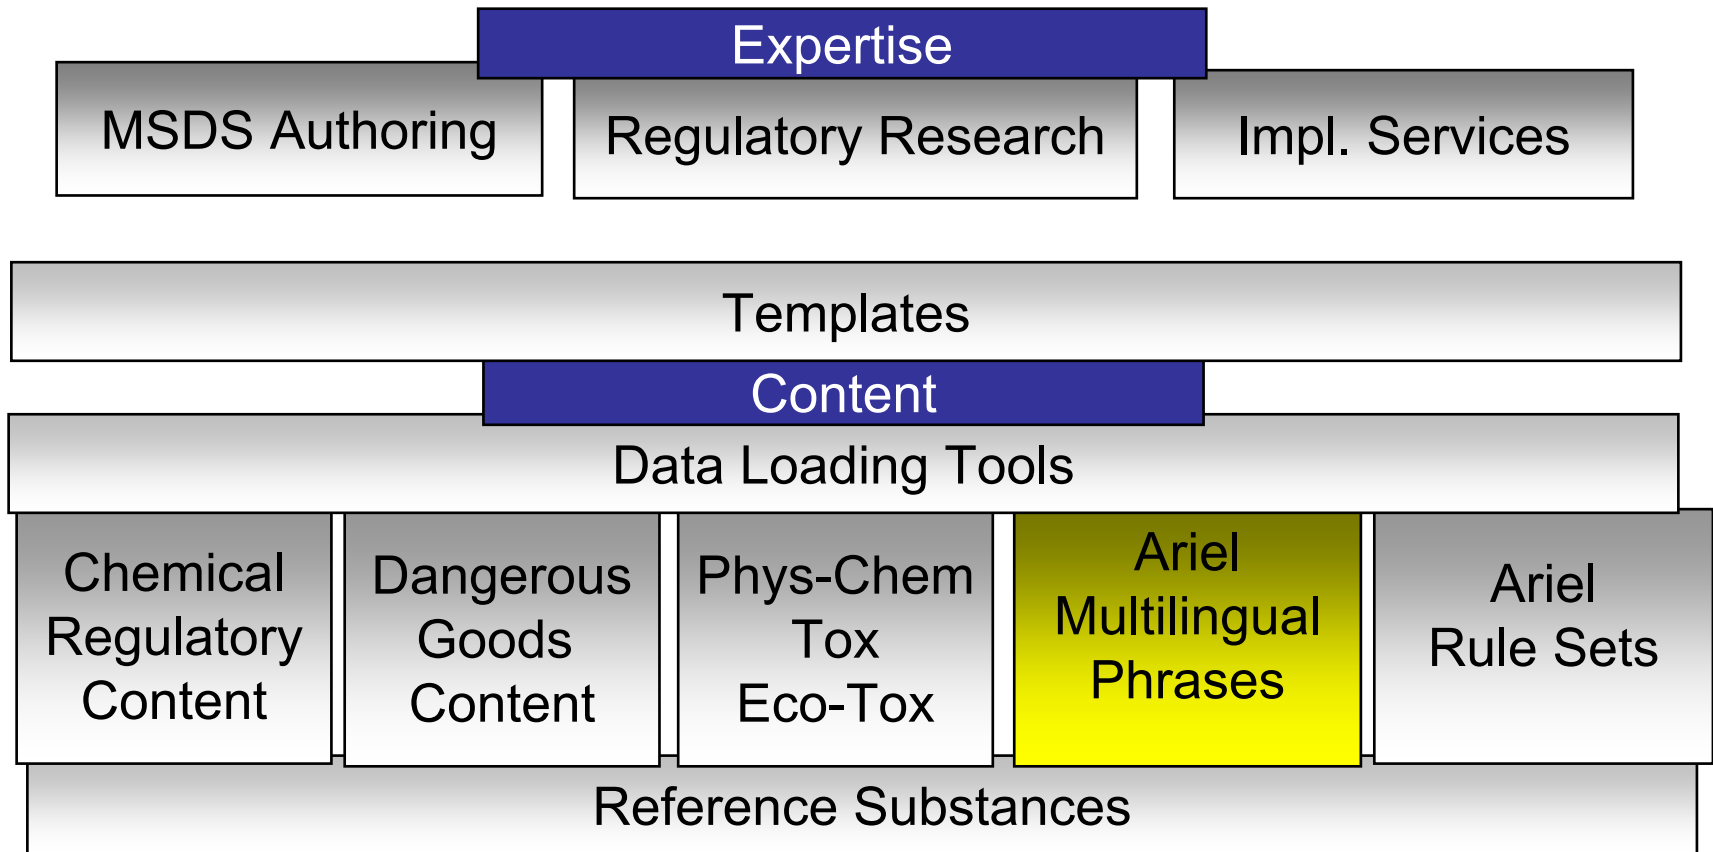 Expertise
MSDS Authoring
Regulatory Research
Impl. Services
Templates
Content
Data Loading Tools
Chemical
Regulatory
Content
Dangerous
Goods
Content
Phys-Chem
Tox
Eco-Tox
Ariel
Multilingual
Phrases
Ariel
Rule Sets
Reference Substances